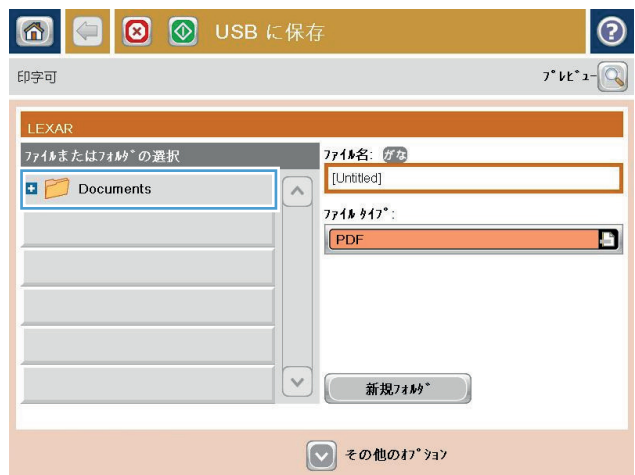 USB に保存
印字可
ﾌﾟﾚﾋﾞｭｰ
LEXAR
ﾌｧｲﾙまたはﾌｫﾙﾀﾞの選択
Documents
ﾌｧｲﾙ名: がな
[Untitled]
ﾌｧｲﾙ ﾀｲﾌﾟ:
PDF
新規ﾌｫﾙﾀﾞ
その他のｵﾌﾟｼｮﾝ